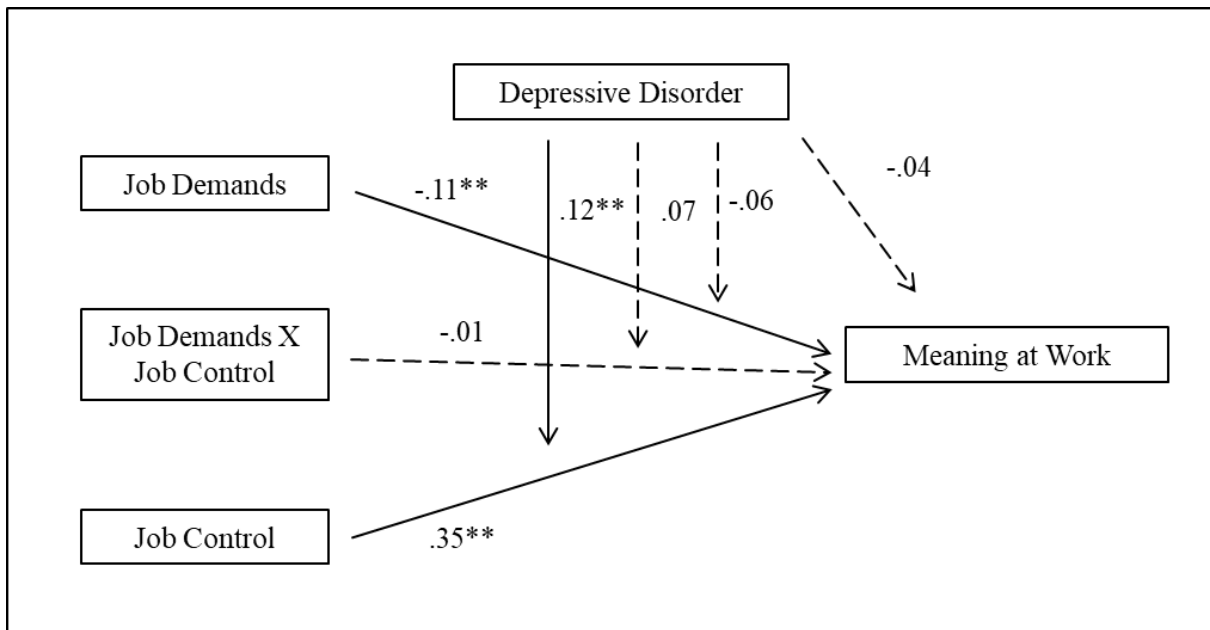 Depressive Disorder
Job Demands
-.11**
.12**
.07
-.06
-.04
Job Demands X
Job Control
-.01
Meaning at Work
Job Control
.35**